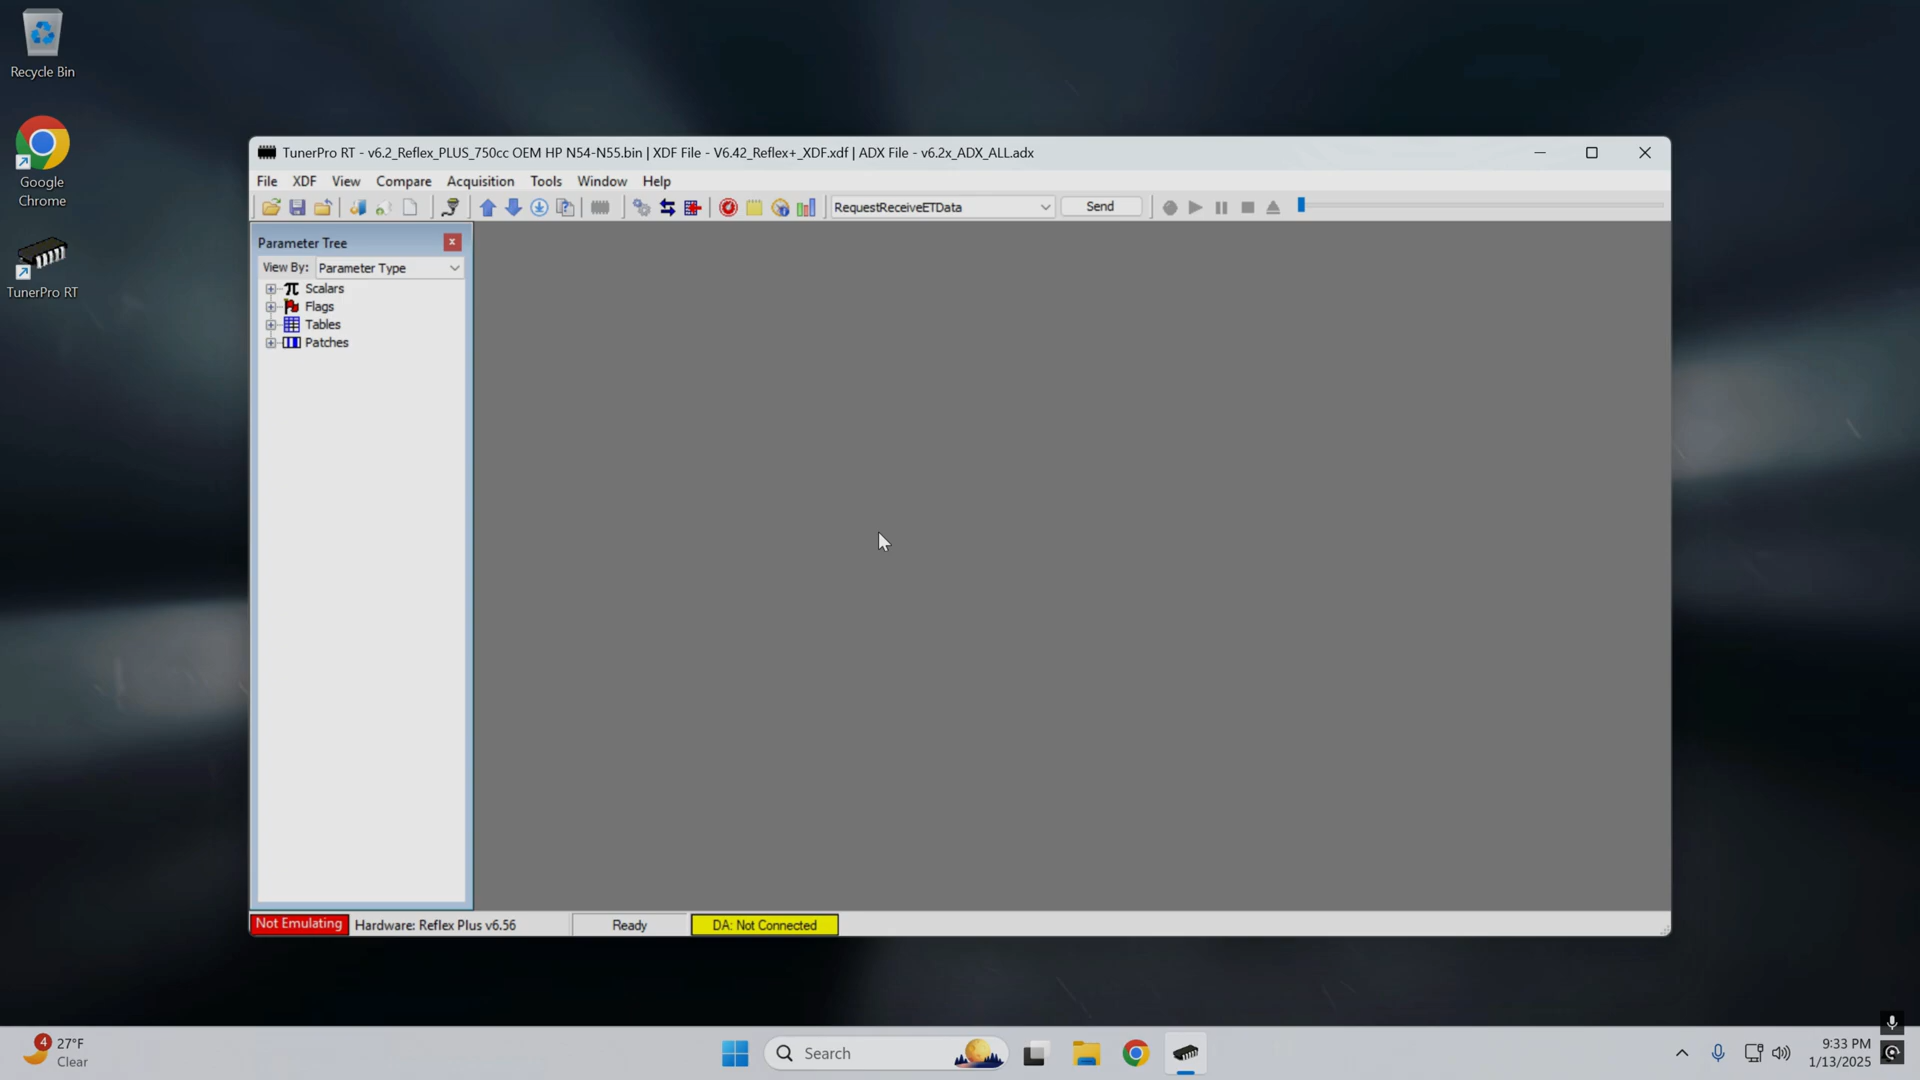 Recycle Bin
Google
Chrome
TunerPro RT
TunerPro RT - v6.2_Reflex_PLUS_750cc OEM HP N54-N55.bin | XDF File - V6.42_Reflex+_XDF.xdf | ADX File - v6.2x_ADX_ALL.adx
File XDF View Compare Acquisition Tools Window Help
RequestReceiveETData Send
Parameter Tree
View By: Parameter Type
Scalars
Flags
Tables
Patches
Not Emulating Hardware: Reflex Plus v6.56 Ready DA: Not Connected
4 27°F
Clear
Search
9:33 PM
1/13/2025